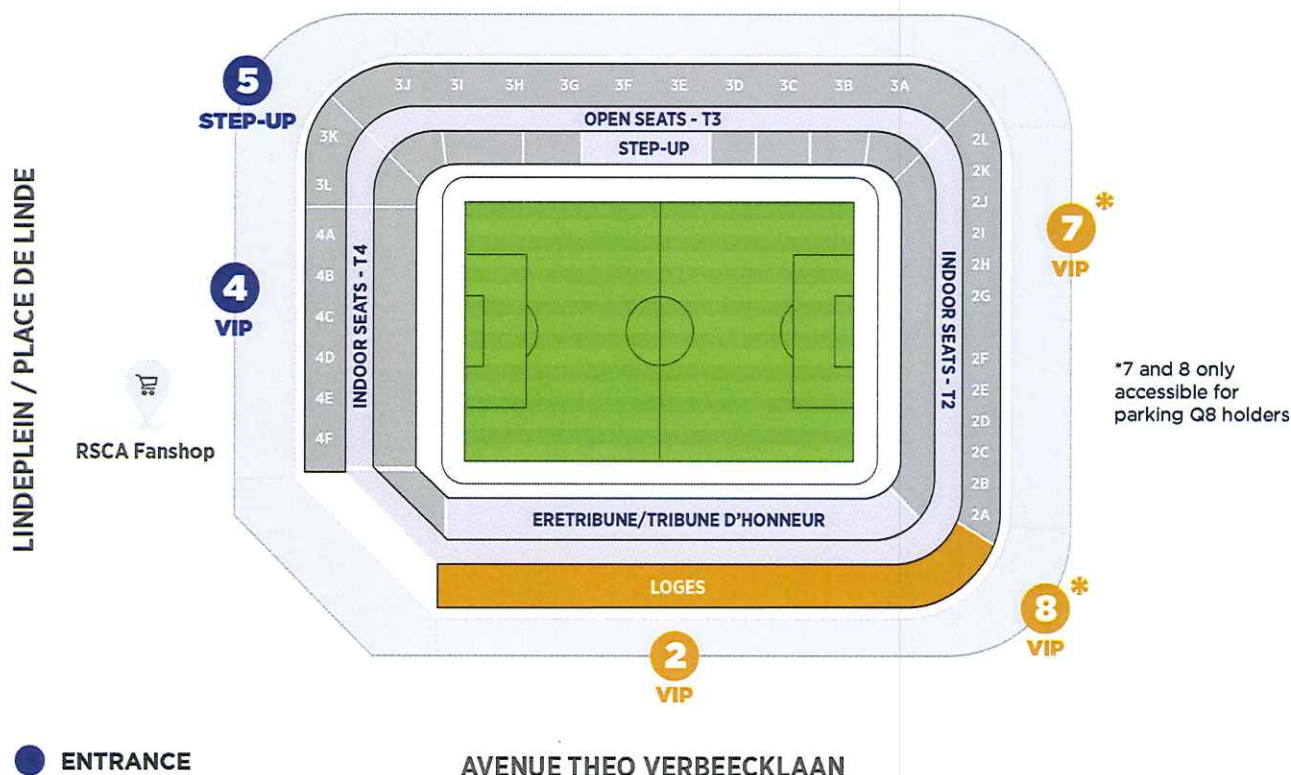 5
STEP-UP
3J
3I
3H
3G
3F
3E
3D
3C
3B
3A
OPEN SEATS - T3
STEP-UP
3K
3L
4A
4B
4C
4D
4E
4F
INDOOR SEATS - T4
LINDEPLEIN / PLACE DE LINDE
4
VIP
RSCA Fanshop
2L
2K
2J
2I
2H
2G
2F
2E
2D
2C
2B
2A
INDOOR SEATS - T2
7*
VIP
*7 and 8 only
accessible for
parking Q8 holders
ERETRIBUNE/TRIBUNE D'HONNEUR
LOGES
8*
VIP
2
VIP
ENTRANCE
AVENUE THEO VERBEECKLAAN